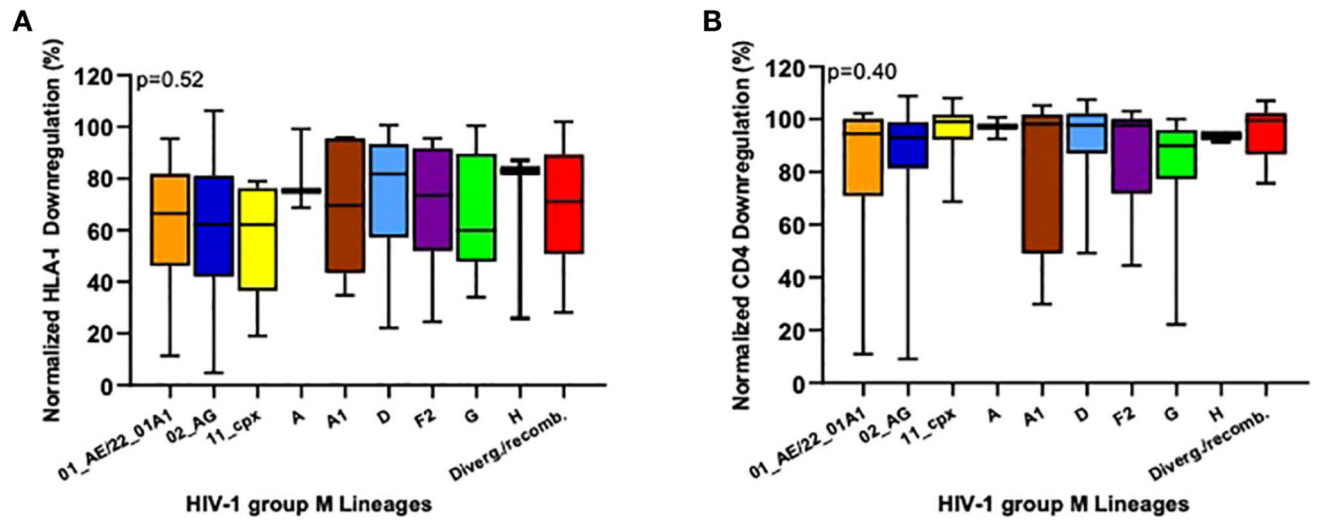 A
Normalized HLA-I Downregulation (%)
p=0.52
120
100
80
60
40
20
0
01_AE/22_01A1
02_AG
11_cpx
A
A1
D
F2
G
H
Diverg./recomb.
HIV-1 group M Lineages
B
Normalized CD4 Downregulation (%)
p=0.40
120
100
80
60
40
20
0
01_AE/22_01A1
02_AG
11_cpx
A
A1
D
F2
G
H
Diverg./recomb.
HIV-1 group M Lineages